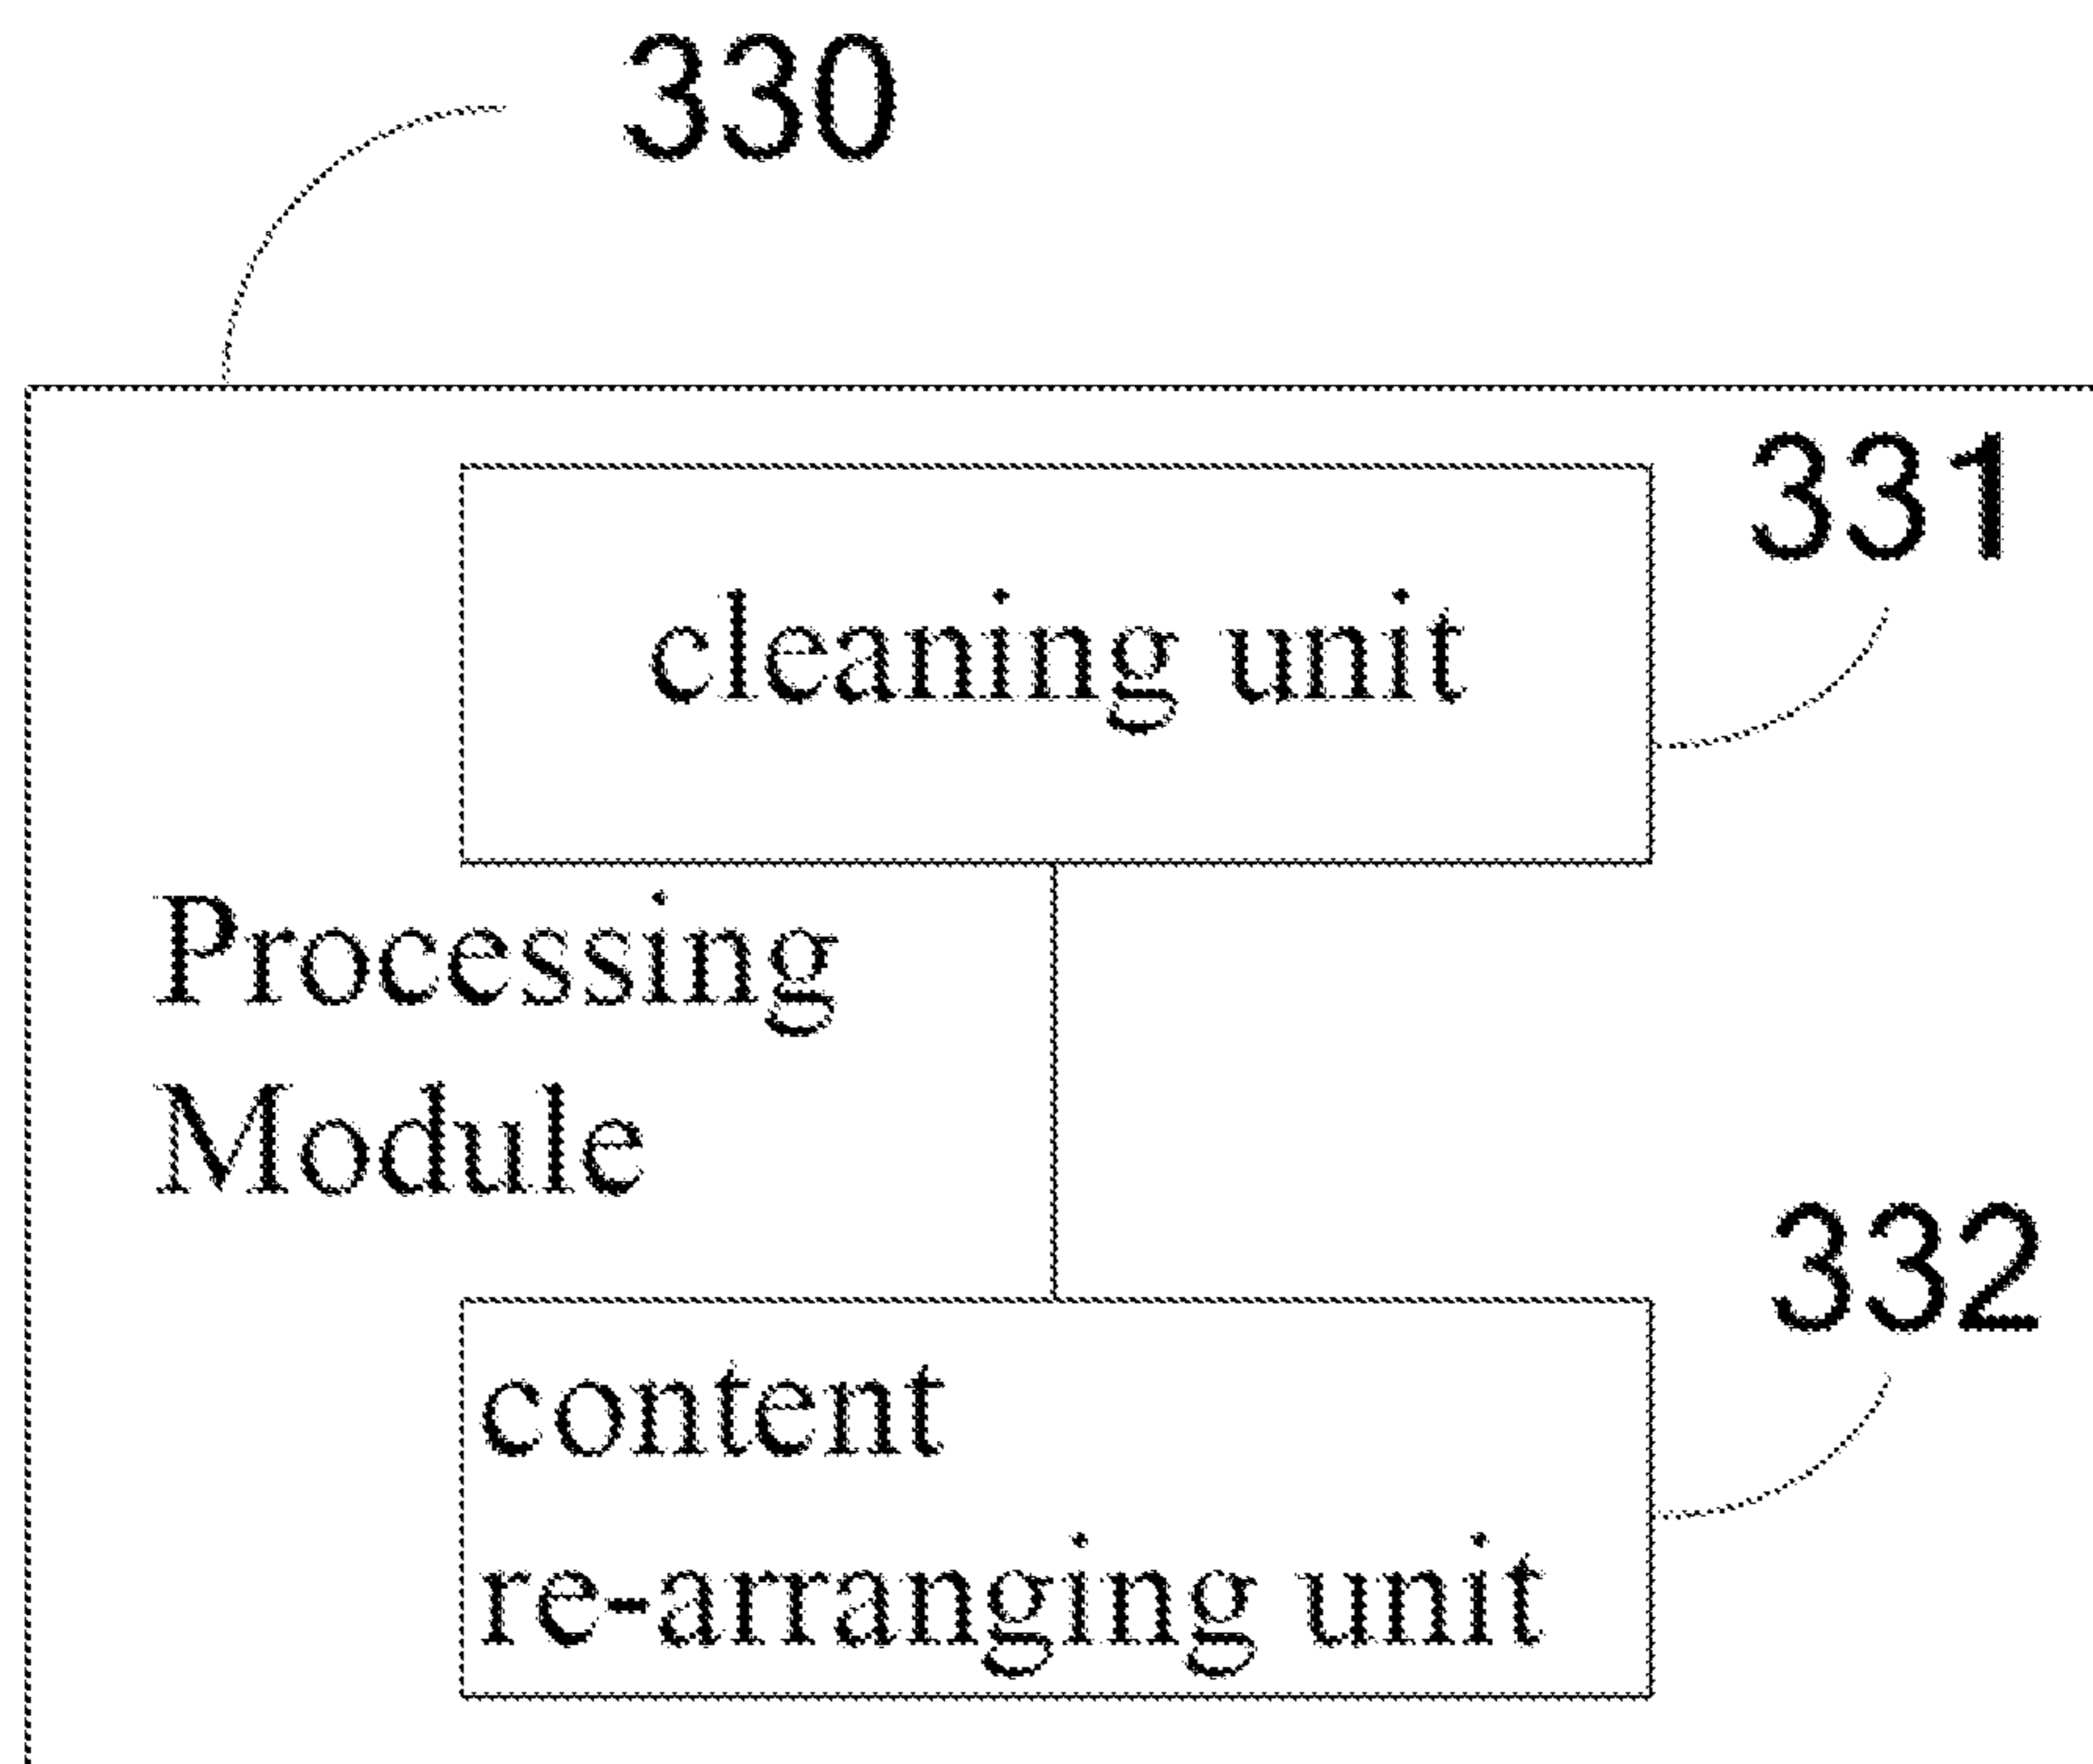 330
331
cleaning unit
Processing
Module
332
content
re-arranging unit